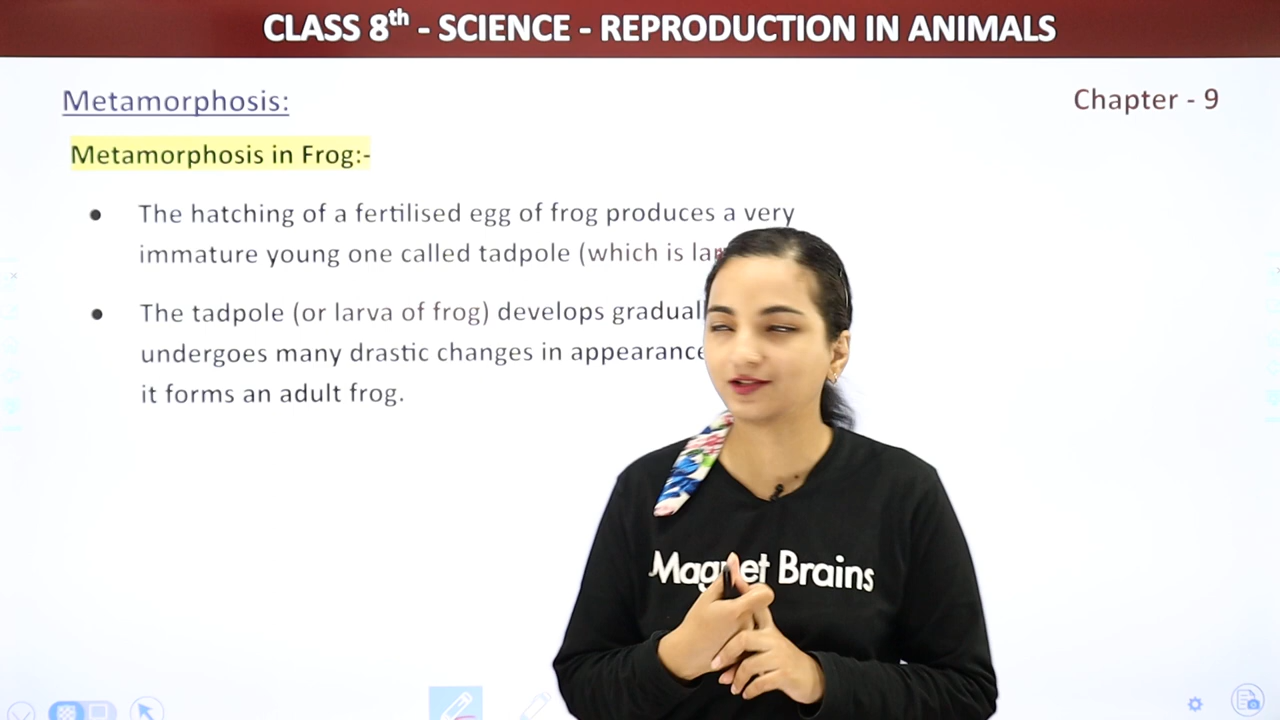 CLASS 8th - SCIENCE - REPRODUCTION IN ANIMALS
Metamorphosis:
Chapter - 9
Metamorphosis in Frog:-
● The hatching of a fertilised egg of frog produces a very
immature young one called tadpole (which is
● The tadpole (or larva of frog) develops
undergoes many drastic changes in appearance
it forms an adult frog.
Magnet Brains